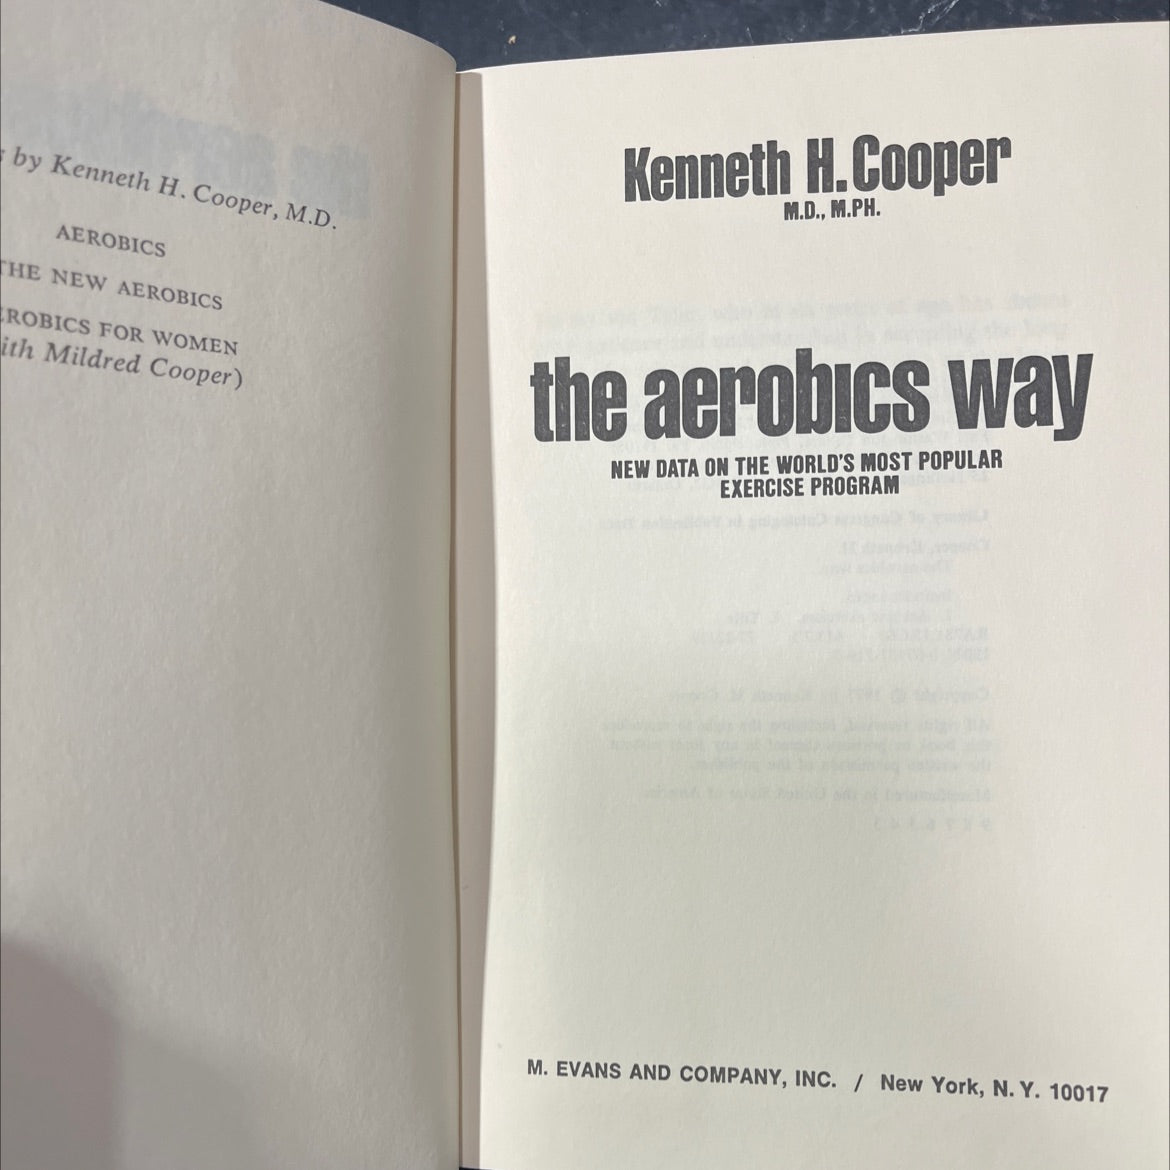 by Kenneth H. Cooper, M.D.
AEROBICS
THE NEW AEROBICS
EROBICS FOR WOMEN
ith Mildred Cooper)
Kenneth H. Cooper
M.D., M.PH.
the aerobics way
NEW DATA ON THE WORLD'S MOST POPULAR
EXERCISE PROGRAM
M. EVANS AND COMPANY, INC. / New York, N. Y. 10017